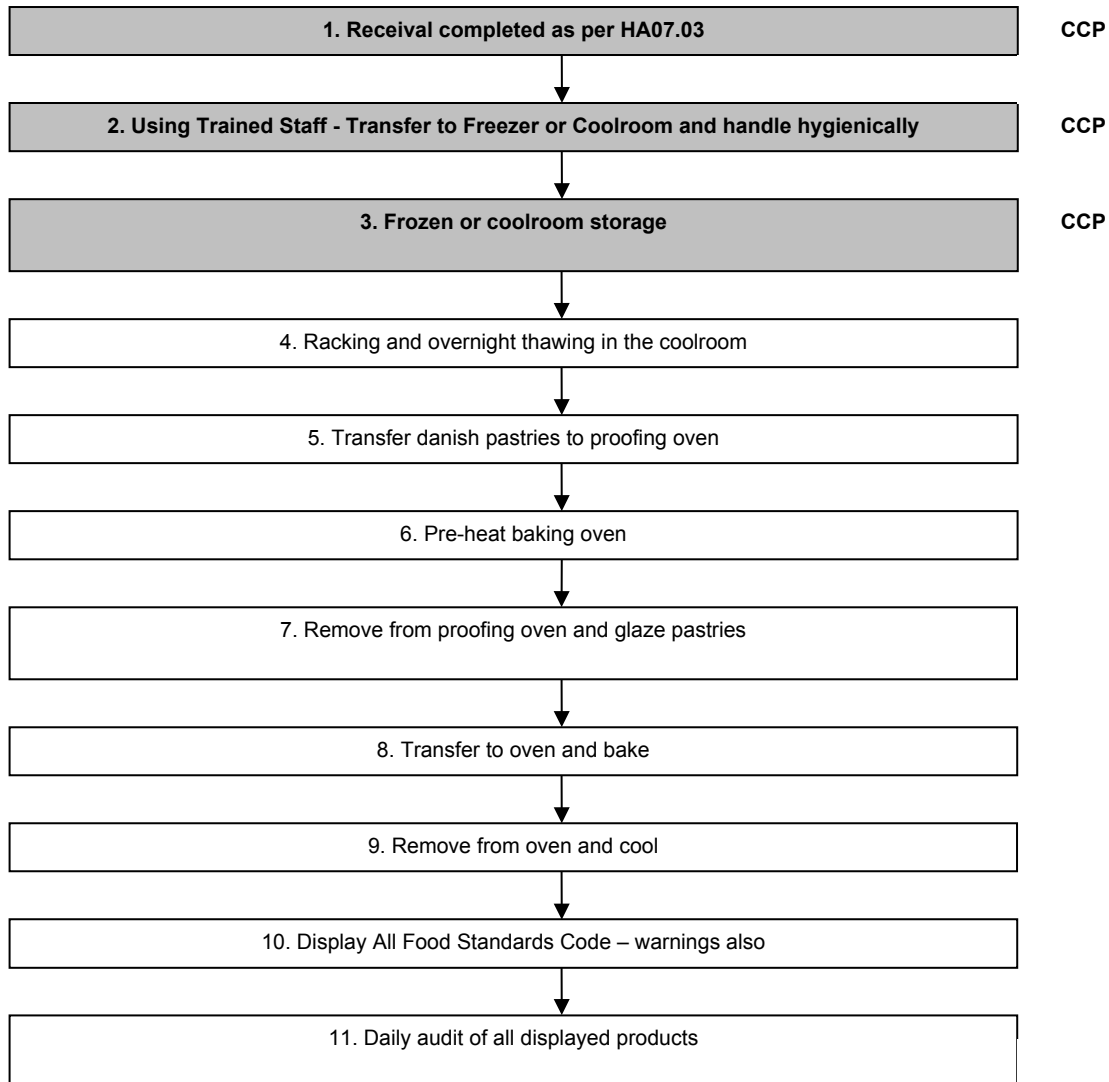 1. Receival completed as per HA07.03 CCP
2. Using Trained Staff - Transfer to Freezer or Coolroom and handle hygienically CCP
3. Frozen or coolroom storage CCP
4. Racking and overnight thawing in the coolroom
5. Transfer danish pastries to proofing oven
6. Pre-heat baking oven
7. Remove from proofing oven and glaze pastries
8. Transfer to oven and bake
9. Remove from oven and cool
10. Display All Food Standards Code – warnings also
11. Daily audit of all displayed products